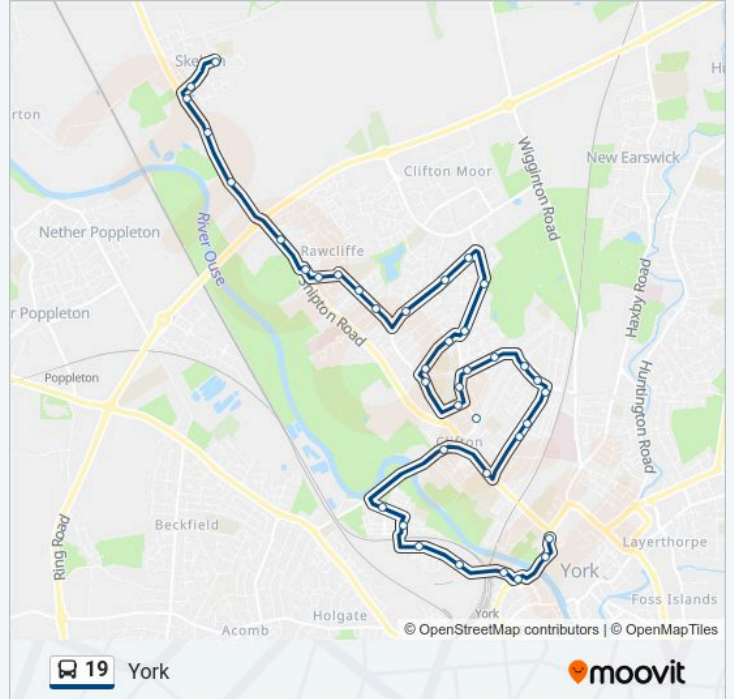 Skelton
rton
Hu
New Earswick
Wigginton Road
Clifton Moor
Nether Poppleton
River Ouse
Rawcliffe
Haxby Road
r Poppleton
Shipton Road
Poppleton
Huntington Road
Clifton
Beckfield
Ring Road
Layerthorpe
York
Foss Islands
York
Holgate
Acomb
© OpenStreetMap contributors | © OpenMapTiles
19 York
moovit